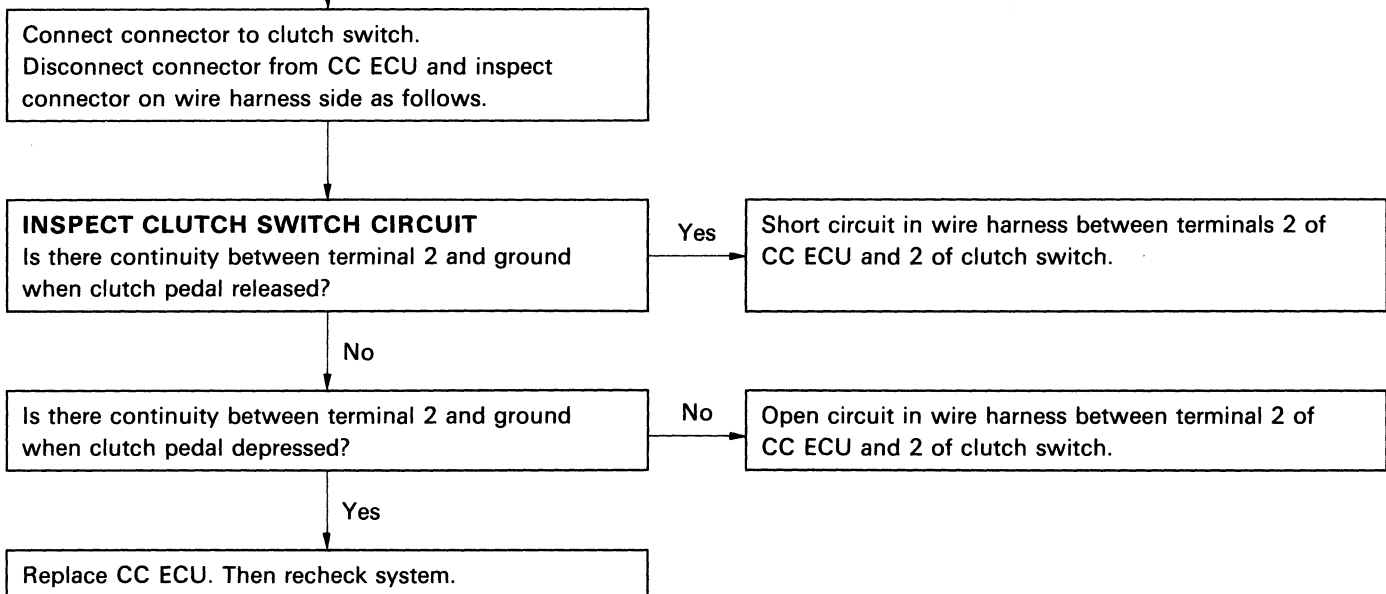 Connect connector to clutch switch.
Disconnect connector from CC ECU and inspect
connector on wire harness side as follows.
INSPECT CLUTCH SWITCH CIRCUIT
Is there continuity between terminal 2 and ground
when clutch pedal released?
Yes
Short circuit in wire harness between terminals 2 of
CC ECU and 2 of clutch switch.
No
Is there continuity between terminal 2 and ground
when clutch pedal depressed?
No
Open circuit in wire harness between terminal 2 of
CC ECU and 2 of clutch switch.
Yes
Replace CC ECU. Then recheck system.